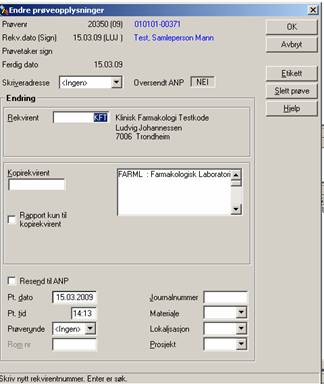 Endre prøveopplysninger
Prøvenr 20350 (09) 010101-00371
Rekv.dato (Sign) 15.03.09 (LUJ ) Test, Samleperson Mann
Prøvetaker sign
Ferdig dato 15.03.09
Skriveradresse <Ingen> Oversendt ANP NEI
OK
Avbryt
Etikett
Slett prøve
Hjelp
Endring
Rekvirent KFT Klinisk Farmakologi Testkode
Ludvig Johannessen
7006 Trondheim
Kopirekvirent
FARML : Farmakologisk Laboratori
Rapport kun til
kopirekvirent
Resend til ANP
Pt. dato 15.03.2009 Journalnummer
Pt. tid 14:13 Materiale
Prøverunde <Ingen> Lokalisasjon
Rom nr Prosjekt
Skriv nytt rekvirentnummer. Enter er søk.